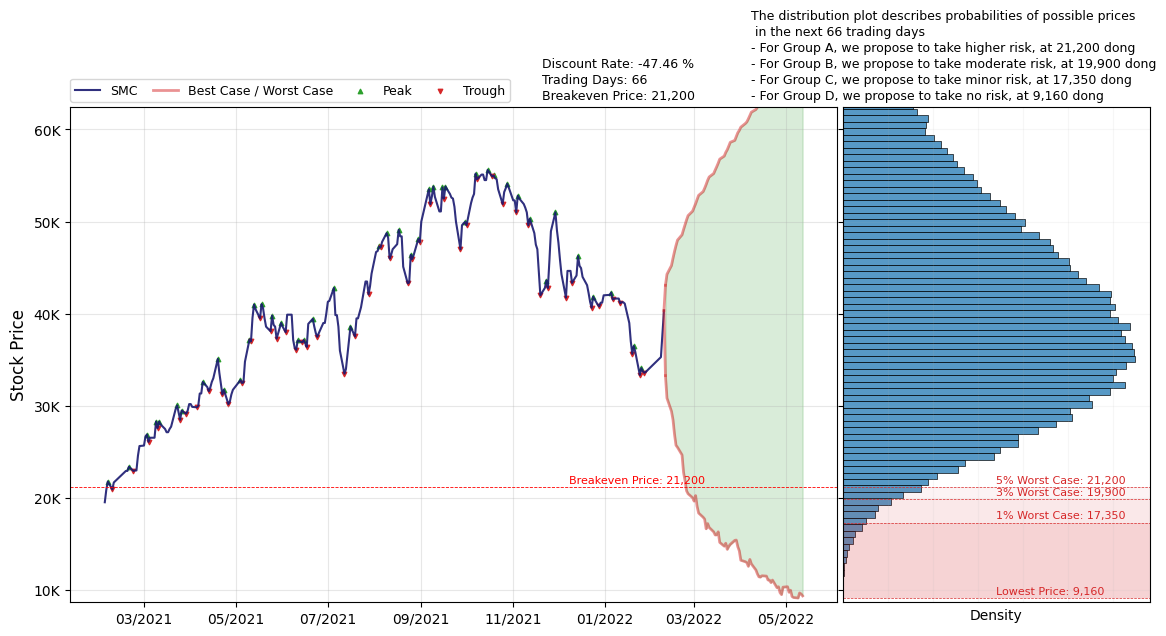 The distribution plot describes probabilities of possible prices
in the next 66 trading days
- For Group A, we propose to take higher risk, at 21,200 dong
- For Group B, we propose to take moderate risk, at 19,900 dong
- For Group C, we propose to take minor risk, at 17,350 dong
- For Group D, we propose to take no risk, at 9,160 dong
Discount Rate: -47.46 %
Trading Days: 66
Breakeven Price: 21,200
SMC
Best Case / Worst Case
Peak
Trough
Stock Price
60K
50K
40K
30K
20K
10K
Breakeven Price: 21,200
5% Worst Case: 21,200
3% Worst Case: 19,900
1% Worst Case: 17,350
Lowest Price: 9,160
03/2021
05/2021
07/2021
09/2021
11/2021
01/2022
03/2022
05/2022
Density